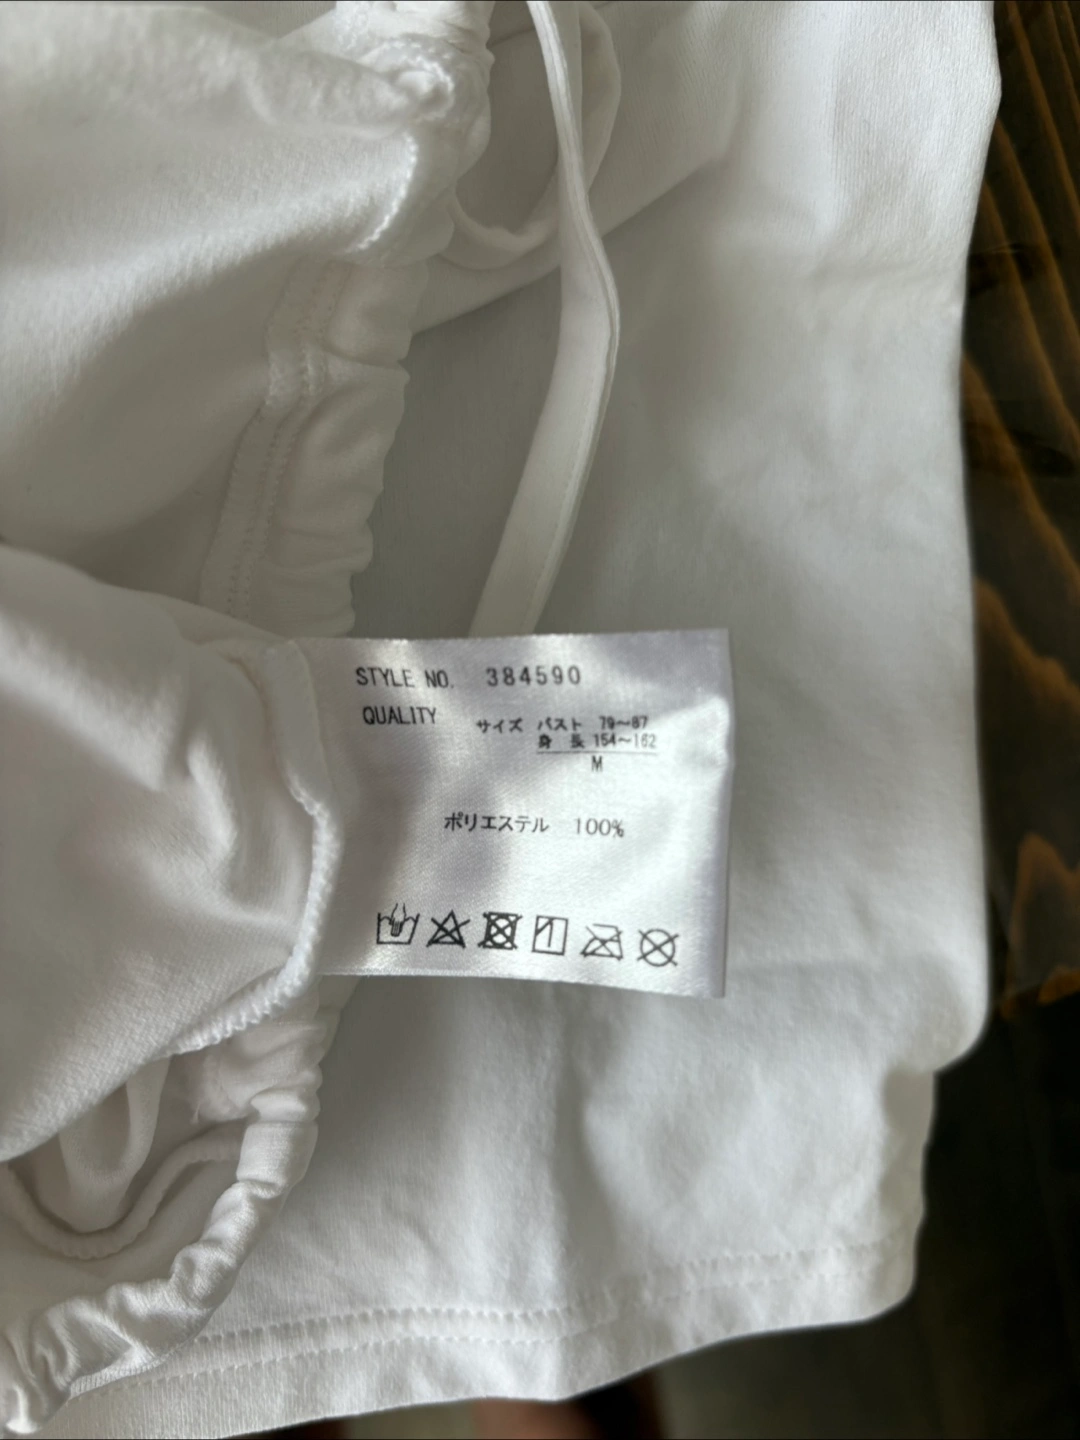 STYLE NO. 384590
QUALITY サイズ バスト 79〜87
身長 154〜162
M
ポリエステル 100%